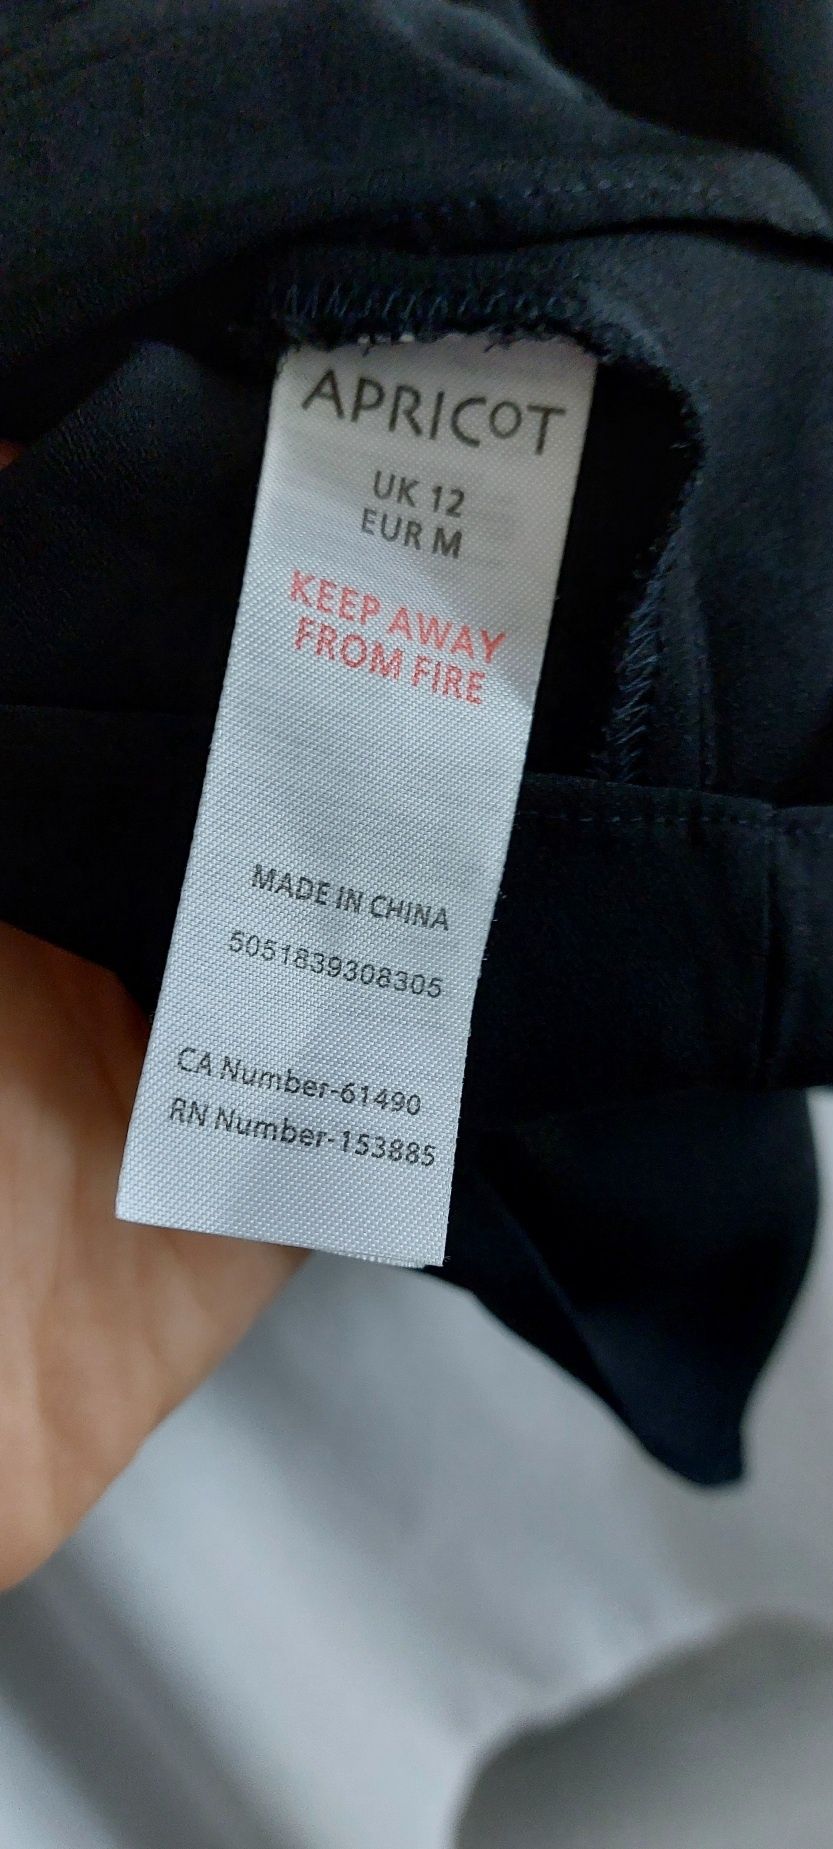 APRICOT
UK 12
EUR M
KEEP AWAY
FROM FIRE
MADE IN CHINA
5051839308305
CA Number-61490
RN Number-153885